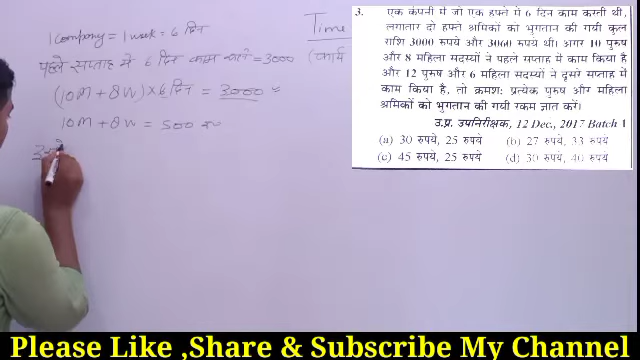 1 Company = 1 week = 6 दिन
पहले सप्ताह में 6 दिन काम करते = 3000
(10M + 8W) × 6 दिन = 3000
10M + 8W = 500
Time
(कार्य
3. एक कंपनी में जो एक हफ्ते में 6 दिन काम करती थी,
लगातार दो हफ्ते श्रमिकों को भुगतान की गयी कुल
राशि 3000 रुपये और 3060 रुपये थी। अगर 10 पुरुष
और 8 महिला सदस्यों ने पहले सप्ताह में काम किया है
और 12 पुरुष और 6 महिला सदस्यों ने दूसरे सप्ताह में
काम किया है, तो क्रमशः प्रत्येक पुरुष और महिला
श्रमिकों को भुगतान की गयी रकम ज्ञात करें।
उ.प्र. उपनिरीक्षक, 12 Dec., 2017 Batch 1
(a) 30 रुपये, 25 रुपये (b) 27 रुपये, 33 रुपये
(c) 45 रुपये, 25 रुपये (d) 30 रुपये, 40 रुपये
Please Like ,Share & Subscribe My Channel